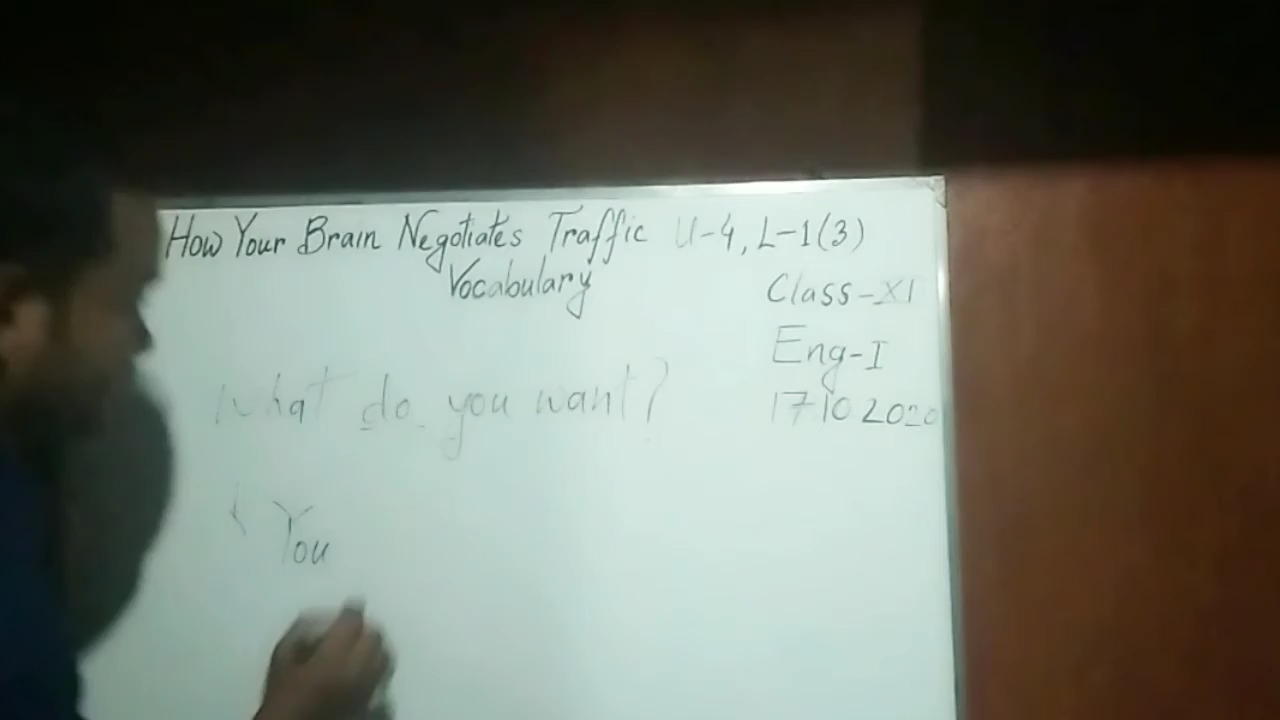 How Your Brain Negotiates Traffic U-4, L-1(3)
Vocabulary
Class-XI
Eng-I
What do you want?
17 10 2020
" You